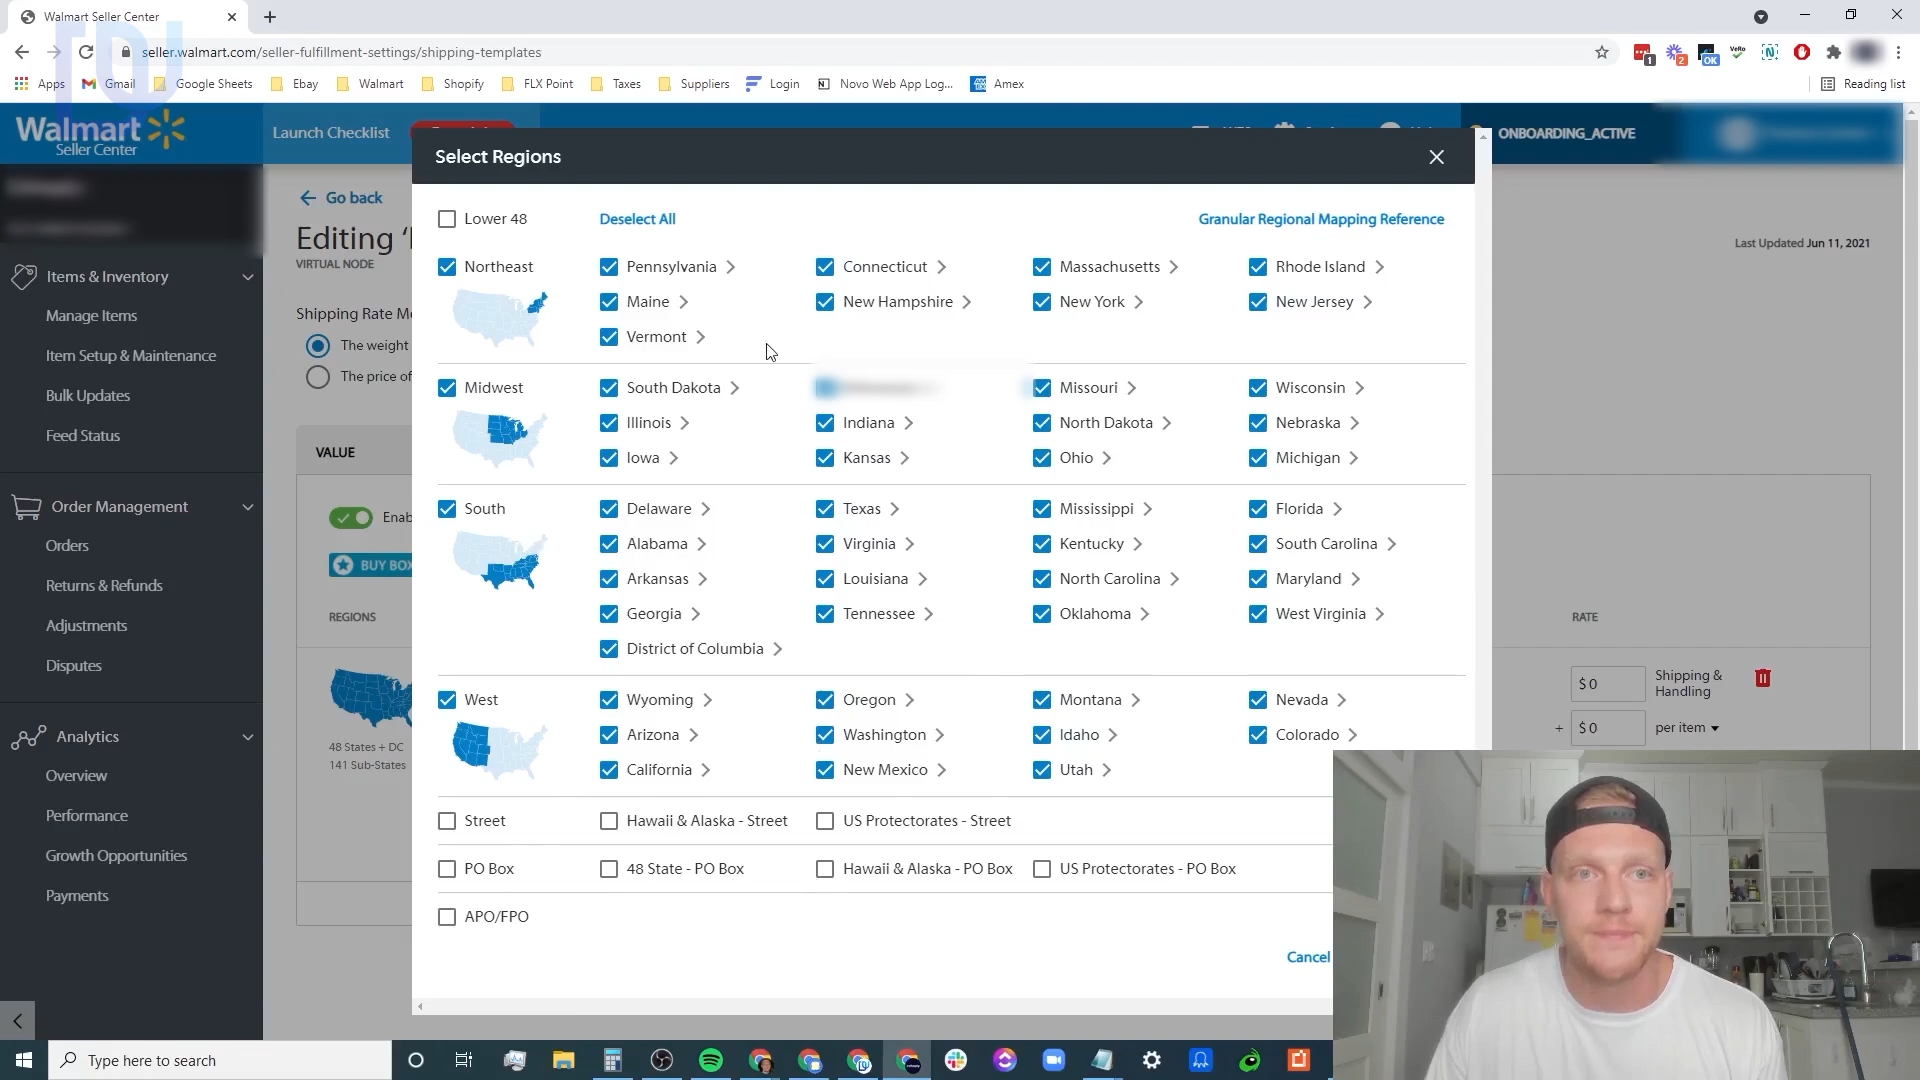 Walmart Seller Center
seller.walmart.com/seller-fulfillment-settings/shipping-templates
1
2
OK
VeRo
Apps Gmail Google Sheets Ebay Walmart Shopify FLX Point Taxes Suppliers Login Novo Web App Log... Amex Reading list
Walmart
Seller Center
Launch Checklist
ONBOARDING_ACTIVE
Items & Inventory
Manage Items
Item Setup & Maintenance
Bulk Updates
Feed Status
Order Management
Orders
Returns & Refunds
Adjustments
Disputes
Analytics
Overview
Performance
Growth Opportunities
Payments
Go back
Editing '
VIRTUAL NODE
Last Updated Jun 11, 2021
Shipping Rate M
The weight
The price of
VALUE
Enab
BUY BOX
REGIONS
48 States + DC
141 Sub-States
RATE
$ 0 Shipping &
Handling
+ $ 0 per item
Select Regions
Lower 48 Deselect All Granular Regional Mapping Reference
Northeast Pennsylvania Connecticut Massachusetts Rhode Island
Maine New Hampshire New York New Jersey
Vermont
Midwest South Dakota Missouri Wisconsin
Illinois Indiana North Dakota Nebraska
Iowa Kansas Ohio Michigan
South Delaware Texas Mississippi Florida
Alabama Virginia Kentucky South Carolina
Arkansas Louisiana North Carolina Maryland
Georgia Tennessee Oklahoma West Virginia
District of Columbia
West Wyoming Oregon Montana Nevada
Arizona Washington Idaho Colorado
California New Mexico Utah
Street Hawaii & Alaska - Street US Protectorates - Street
PO Box 48 State - PO Box Hawaii & Alaska - PO Box US Protectorates - PO Box
APO/FPO
Cancel
Type here to search